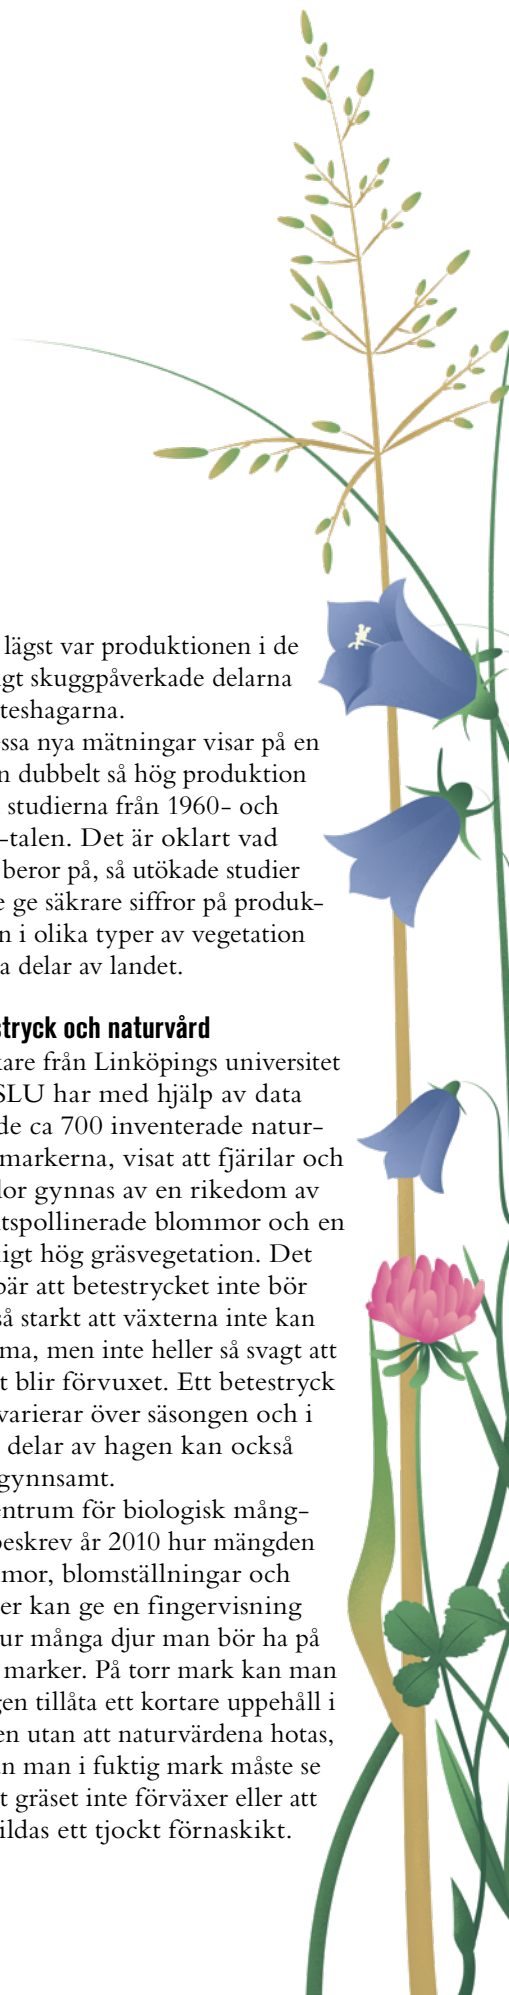 lägst var produktionen i de
gt skuggpåverkade delarna
teshagarna.
ssa nya mätningar visar på en
n dubbelt så hög produktion
studierna från 1960- och
-talen. Det är oklart vad
beror på, så utökade studier
e ge säkrare siffror på produk-
n i olika typer av vegetation
a delar av landet.
stryck och naturvård
kare från Linköpings universitet
SLU har med hjälp av data
de ca 700 inventerade natur-
markerna, visat att fjärilar och
lor gynnas av en rikedom av
tspollinerade blommor och en
ligt hög gräsvegetation. Det
bär att betestrycket inte bör
så starkt att växterna inte kan
ma, men inte heller så svagt att
t blir förvuxet. Ett betestryck
varierar över säsongen och i
delar av hagen kan också
gynnsamt.
entrum för biologisk mång-
beskrev år 2010 hur mängden
mor, blomställningar och
er kan ge en fingervisning
ur många djur man bör ha på
marker. På torr mark kan man
gen tillåta ett kortare uppehåll i
en utan att naturvärdena hotas,
n man i fuktig mark måste se
t gräset inte förväxer eller att
ildas ett tjockt förnaskikt.